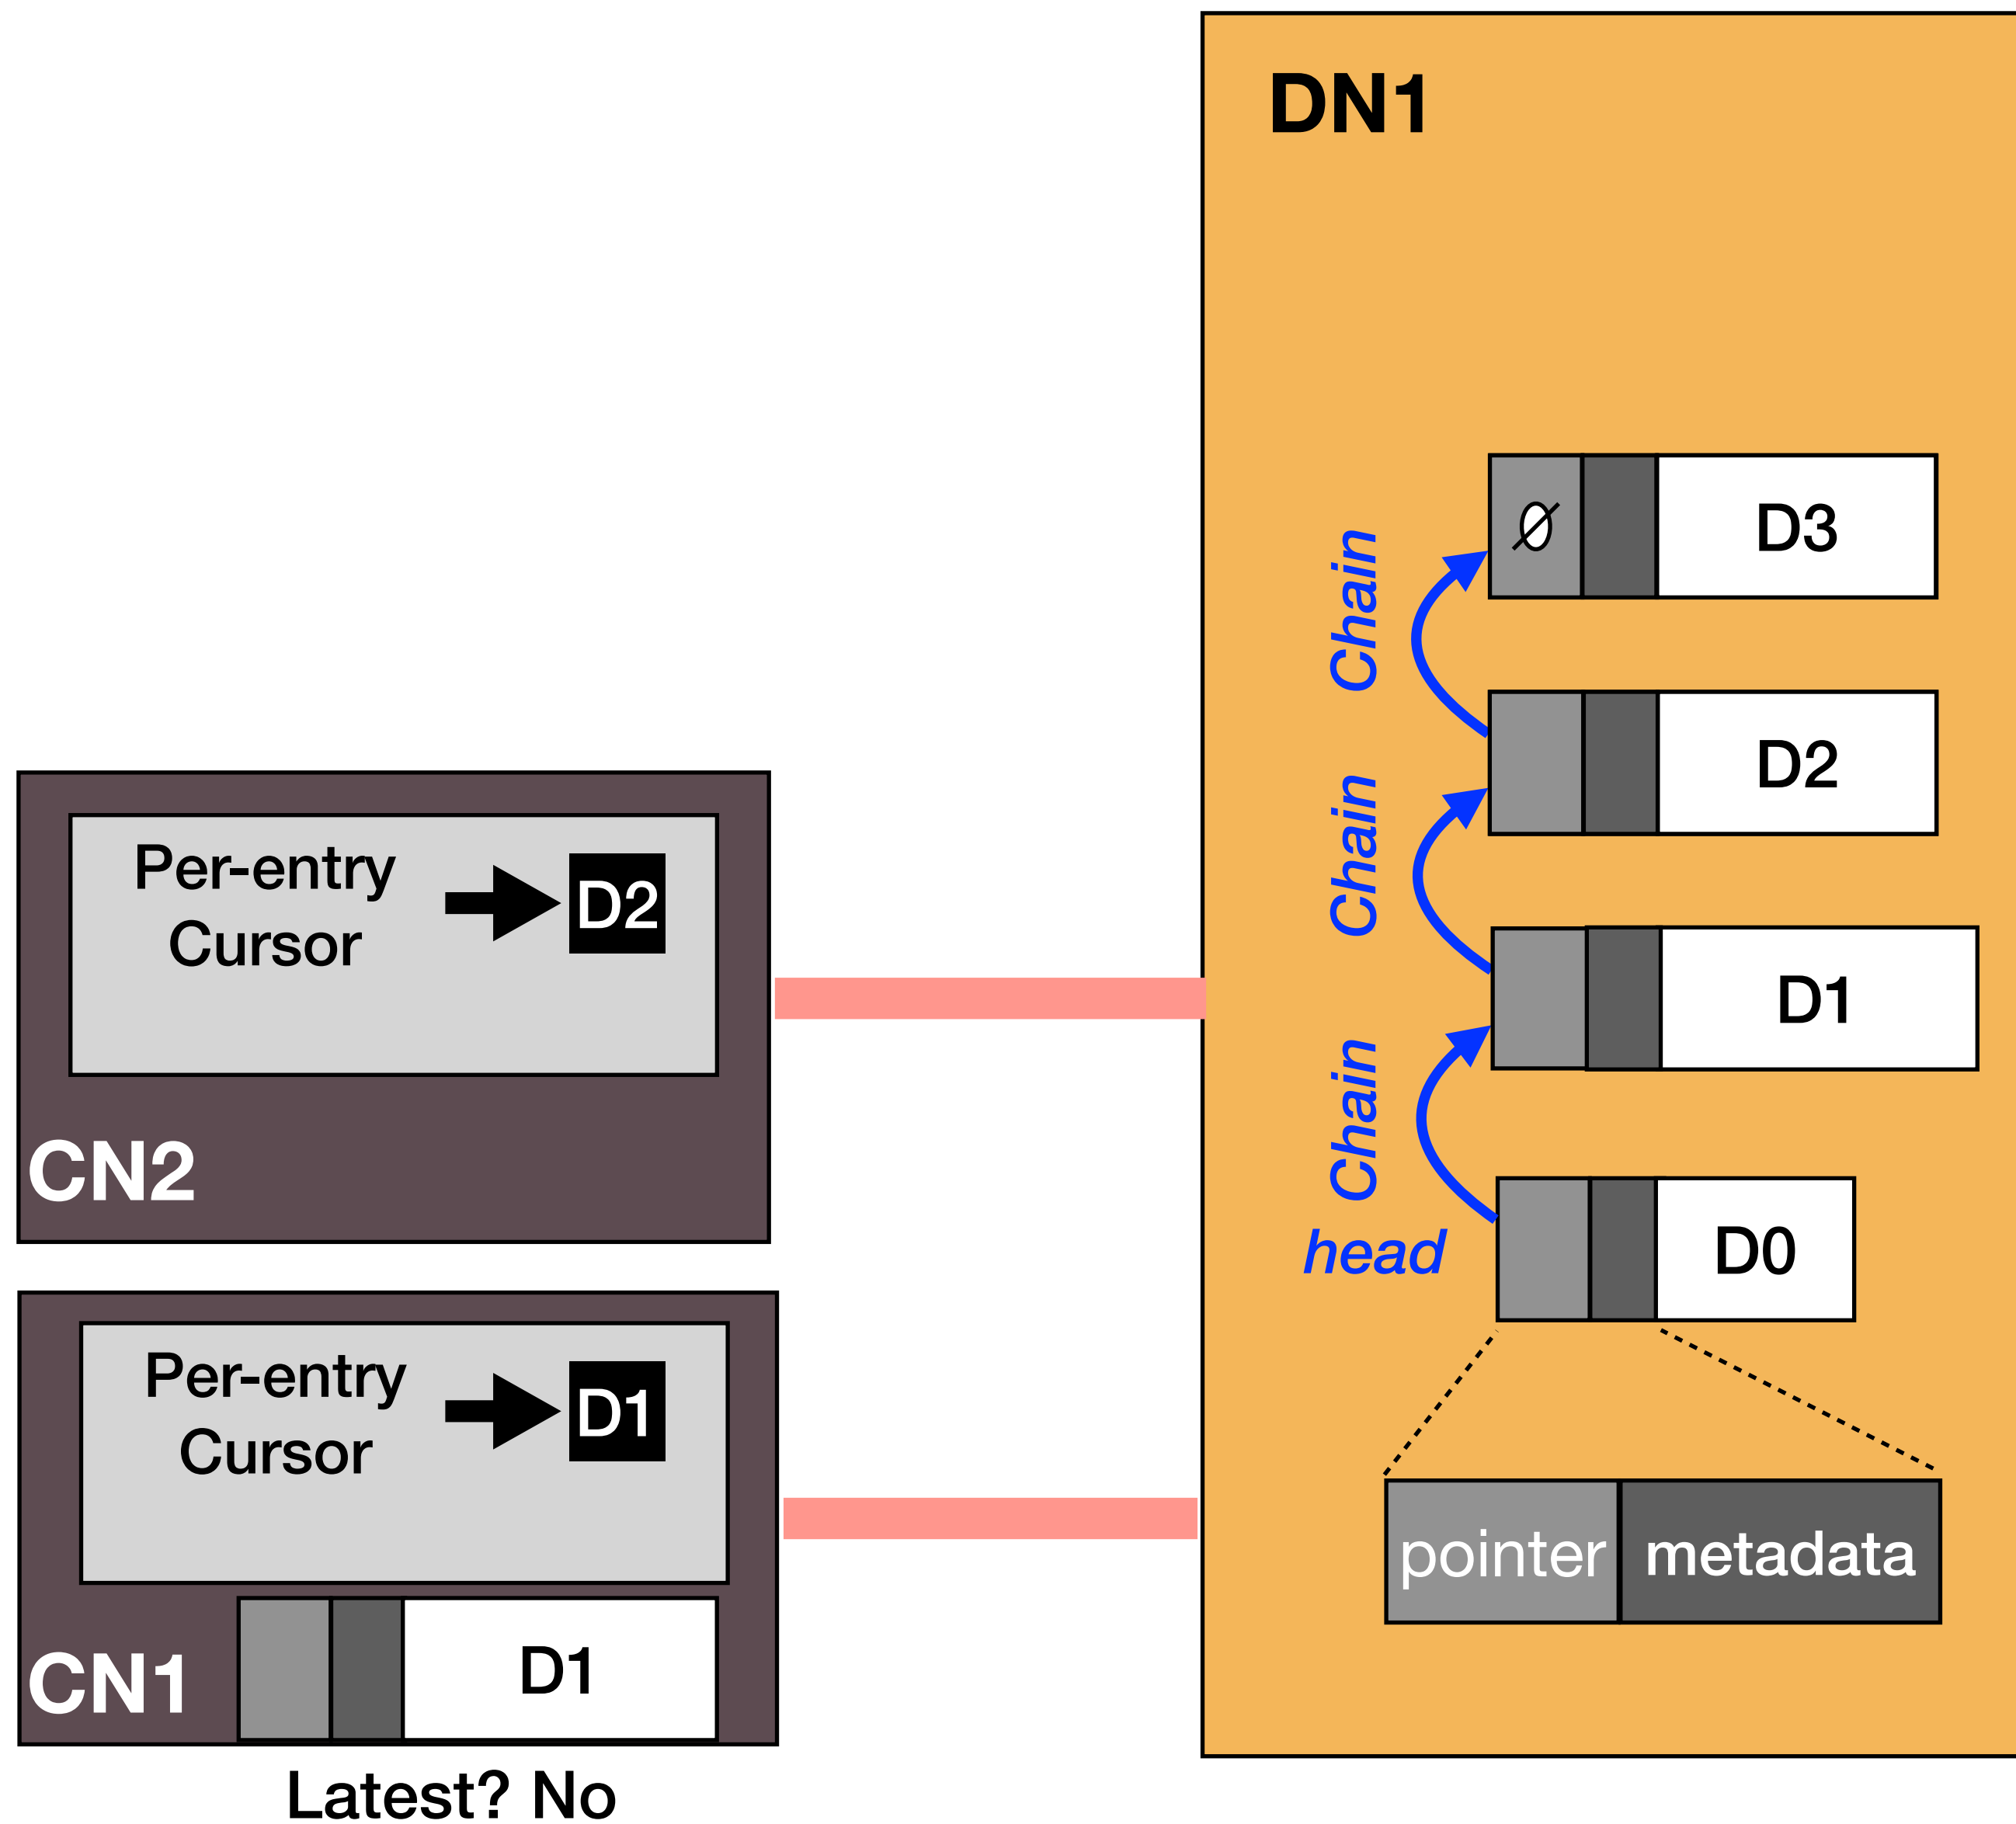 DN1
D3
Chain
D2
Chain
D1
Chain
head
D0
pointer
metadata
Per-entry
Cursor
D2
CN2
Per-entry
Cursor
D1
CN1
D1
Latest? No